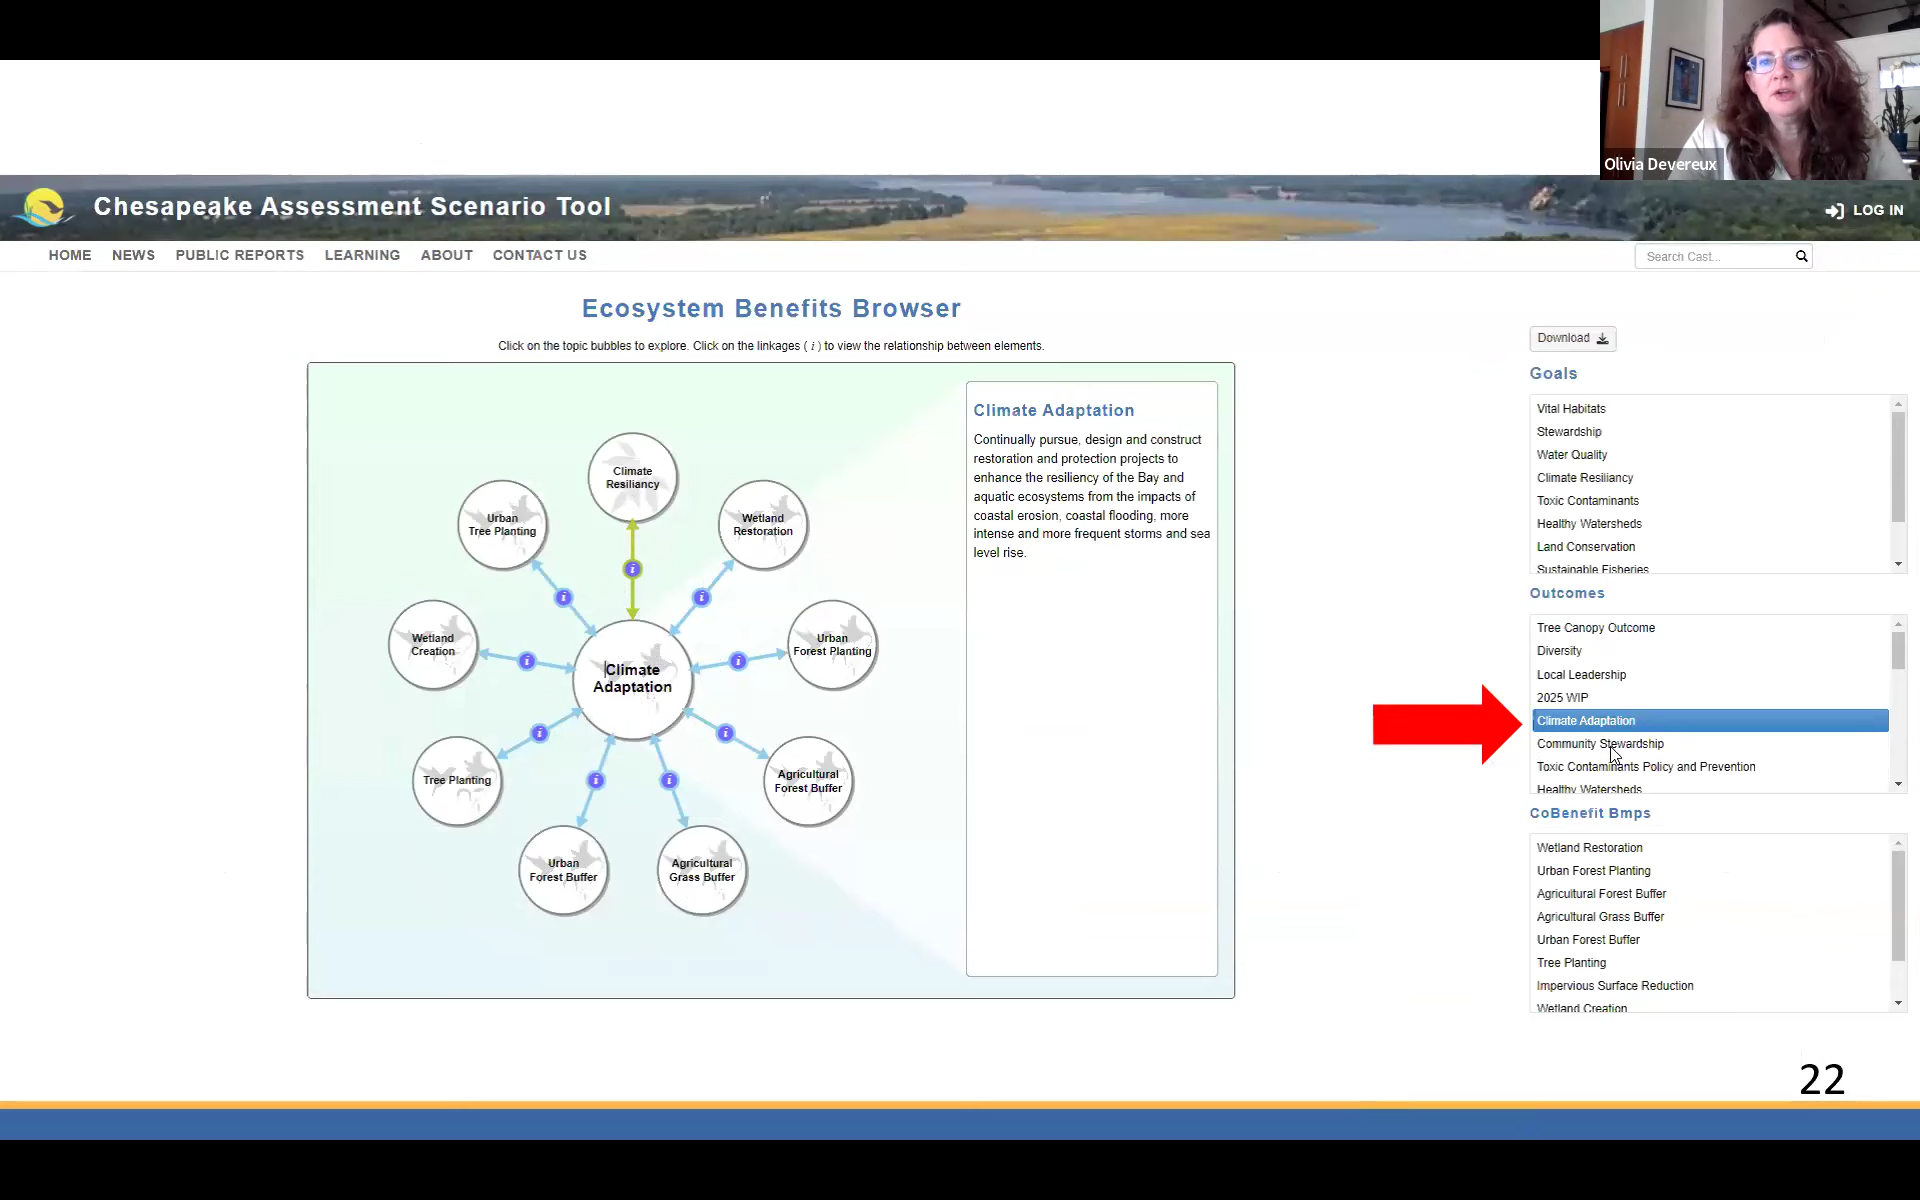 Olivia Devereux
Chesapeake Assessment Scenario Tool
LOG IN
HOME NEWS PUBLIC REPORTS LEARNING ABOUT CONTACT US
Search Cast...
Ecosystem Benefits Browser
Click on the topic bubbles to explore. Click on the linkages ( i ) to view the relationship between elements.
Climate
Resiliancy
Urban
Tree Planting
Wetland
Restoration
Wetland
Creation
Urban
Forest Planting
Climate
Adaptation
Tree Planting
Agricultural
Forest Buffer
Urban
Forest Buffer
Agricultural
Grass Buffer
i
i
i
i
i
i
i
i
i
Climate Adaptation
Continually pursue, design and construct
restoration and protection projects to
enhance the resiliency of the Bay and
aquatic ecosystems from the impacts of
coastal erosion, coastal flooding, more
intense and more frequent storms and sea
level rise.
Download
Goals
Vital Habitats
Stewardship
Water Quality
Climate Resiliancy
Toxic Contaminants
Healthy Watersheds
Land Conservation
Sustainable Fisheries
Outcomes
Tree Canopy Outcome
Diversity
Local Leadership
2025 WIP
Climate Adaptation
Community Stewardship
Toxic Contaminants Policy and Prevention
Healthy Watersheds
CoBenefit Bmps
Wetland Restoration
Urban Forest Planting
Agricultural Forest Buffer
Agricultural Grass Buffer
Urban Forest Buffer
Tree Planting
Impervious Surface Reduction
Wetland Creation
22